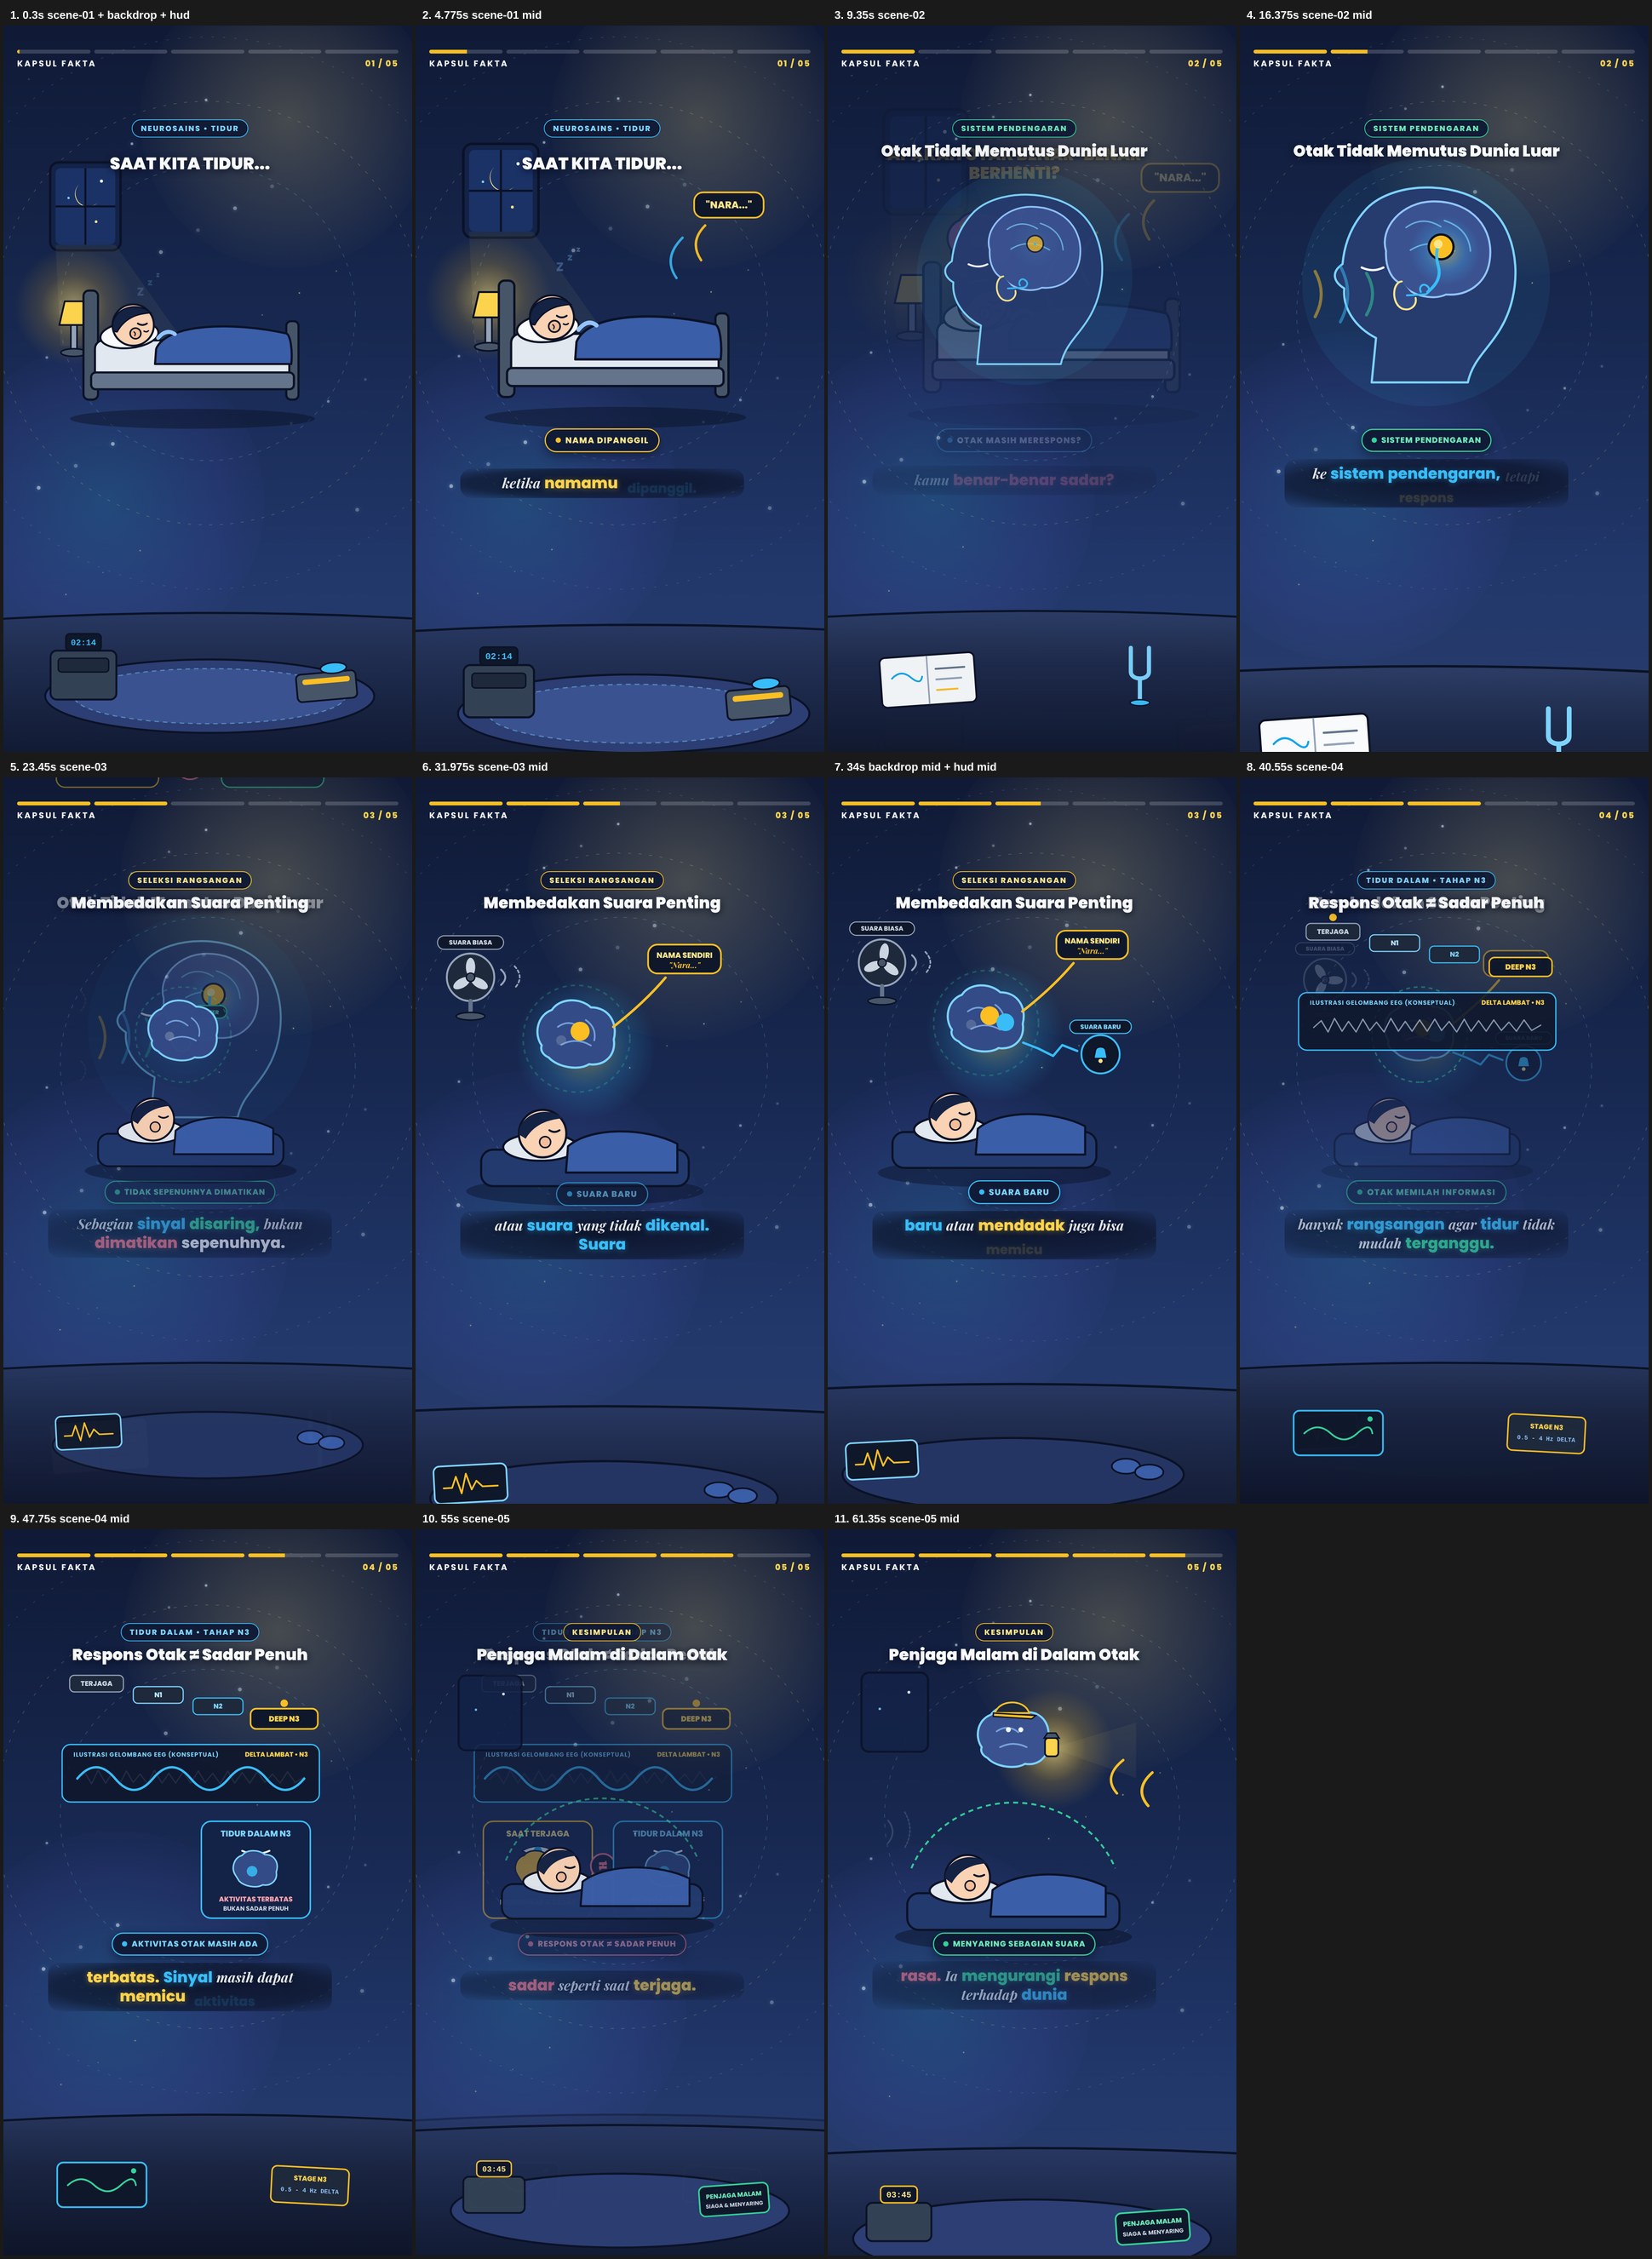 1. 0.3s scene-01 + backdrop + hud
KAPSUL FAKTA
01 / 05
NEUROSAINS • TIDUR
SAAT KITA TIDUR...
z z z
02:14
2. 4.775s scene-01 mid
KAPSUL FAKTA
01 / 05
NEUROSAINS • TIDUR
SAAT KITA TIDUR...
"NARA..."
z z z
NAMA DIPANGGIL
ketika namamu dipanggil.
02:14
3. 9.35s scene-02
KAPSUL FAKTA
02 / 05
SISTEM PENDENGARAN
Otak Tidak Memutus Dunia Luar
BERHENTI?
"NARA..."
OTAK MASIH MERESPONS?
kamu benar-benar sadar?
4. 16.375s scene-02 mid
KAPSUL FAKTA
02 / 05
SISTEM PENDENGARAN
Otak Tidak Memutus Dunia Luar
SISTEM PENDENGARAN
ke sistem pendengaran, tetapi
respons
5. 23.45s scene-03
KAPSUL FAKTA
03 / 05
SELEKSI RANGSANGAN
Membedakan Suara Penting
TIDAK SEPENUHNYA DIMATIKAN
Sebagian sinyal disaring, bukan
dimatikan sepenuhnya.
6. 31.975s scene-03 mid
KAPSUL FAKTA
03 / 05
SELEKSI RANGSANGAN
Membedakan Suara Penting
SUARA BIASA
NAMA SENDIRI
"Nara..."
SUARA BARU
atau suara yang tidak dikenal.
Suara
7. 34s backdrop mid + hud mid
KAPSUL FAKTA
03 / 05
SELEKSI RANGSANGAN
Membedakan Suara Penting
SUARA BIASA
NAMA SENDIRI
"Nara..."
SUARA BARU
SUARA BARU
baru atau mendadak juga bisa
memicu
8. 40.55s scene-04
KAPSUL FAKTA
04 / 05
TIDUR DALAM • TAHAP N3
Respons Otak ≠ Sadar Penuh
TERJAGA
N1
N2
DEEP N3
SUARA BIASA
ILUSTRASI GELOMBANG EEG (KONSEPTUAL)
DELTA LAMBAT • N3
OTAK MEMILAH INFORMASI
banyak rangsangan agar tidur tidak
mudah terganggu.
STAGE N3
0.5 - 4 Hz DELTA
9. 47.75s scene-04 mid
KAPSUL FAKTA
04 / 05
TIDUR DALAM • TAHAP N3
Respons Otak ≠ Sadar Penuh
TERJAGA
N1
N2
DEEP N3
ILUSTRASI GELOMBANG EEG (KONSEPTUAL)
DELTA LAMBAT • N3
TIDUR DALAM N3
AKTIVITAS TERBATAS
BUKAN SADAR PENUH
AKTIVITAS OTAK MASIH ADA
terbatas. Sinyal masih dapat
memicu aktivitas
STAGE N3
0.5 - 4 Hz DELTA
10. 55s scene-05
KAPSUL FAKTA
05 / 05
KESIMPULAN
Penjaga Malam di Dalam Otak
N1
N2
DEEP N3
ILUSTRASI GELOMBANG EEG (KONSEPTUAL)
DELTA LAMBAT • N3
SAAT TERJAGA
TIDUR DALAM N3
RESPONS OTAK ≠ SADAR PENUH
sadar seperti saat terjaga.
03:45
PENJAGA MALAM
SIAGA & MENYARING
11. 61.35s scene-05 mid
KAPSUL FAKTA
05 / 05
KESIMPULAN
Penjaga Malam di Dalam Otak
MENYARING SEBAGIAN SUARA
rasa. Ia mengurangi respons
terhadap dunia
03:45
PENJAGA MALAM
SIAGA & MENYARING